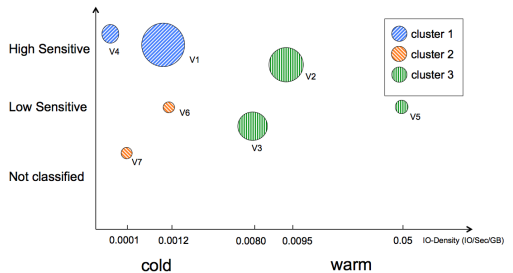 cluster 1
cluster 2
cluster 3
High Sensitive
V4
V1
V2
Low Sensitive
V6
V5
V3
V7
Not classified
0.0001
0.0012
0.0080
0.0095
0.05
IO-Density (IO/Sec/GB)
cold
warm